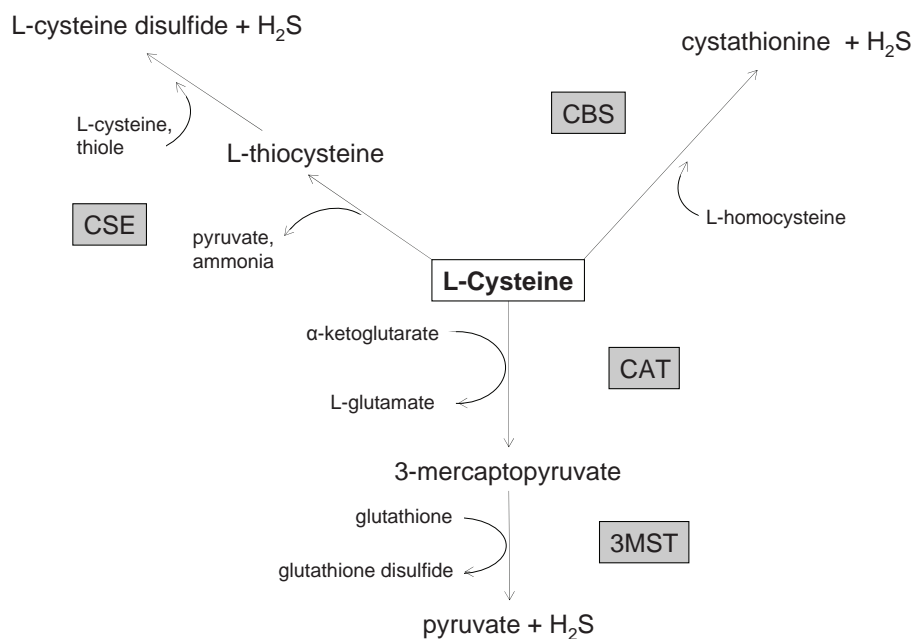 L-cysteine disulfide + H₂S
cystathionine + H₂S
CBS
L-cysteine,
thiole
L-thiocysteine
CSE
L-homocysteine
pyruvate,
ammonia
L-Cysteine
α-ketoglutarate
CAT
L-glutamate
3-mercaptopyruvate
glutathione
3MST
glutathione disulfide
pyruvate + H₂S